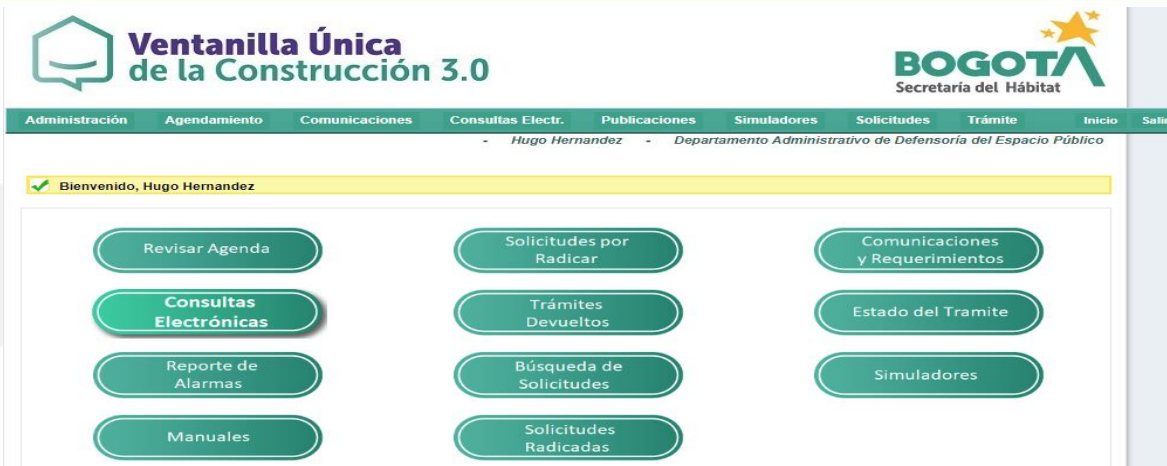 Ventanilla Única
de la Construcción 3.0
BOGOTÁ
Secretaría del Hábitat
Administración Agendamiento Comunicaciones Consultas Electr. Publicaciones Simuladores Solicitudes Trámite Inicio Salir
- Hugo Hernandez - Departamento Administrativo de Defensoría del Espacio Público
Bienvenido, Hugo Hernandez
Revisar Agenda
Solicitudes por
Radicar
Comunicaciones
y Requerimientos
Consultas
Electrónicas
Trámites
Devueltos
Estado del Tramite
Reporte de
Alarmas
Búsqueda de
Solicitudes
Simuladores
Manuales
Solicitudes
Radicadas